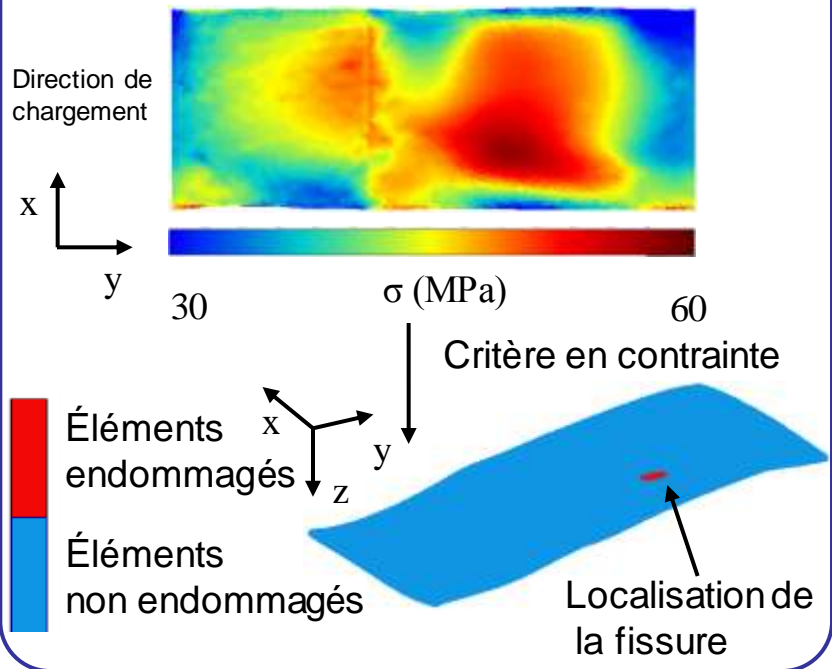 Direction de
chargement
x
y
30
σ (MPa)
60
Critère en contrainte
Éléments
endommagés
x
y
z
Éléments
non endommagés
Localisation de
la fissure